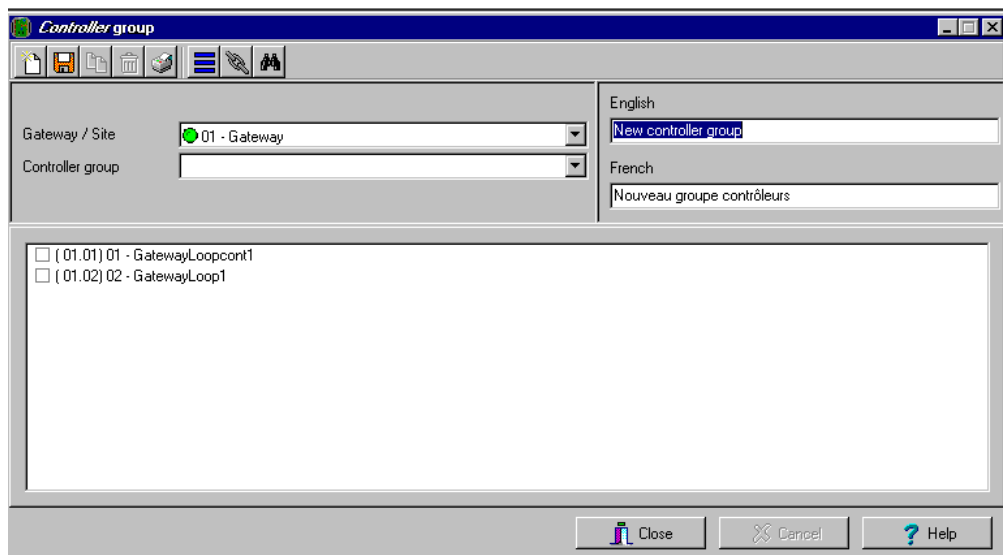 Controller group
English
Gateway / Site
01 - Gateway
New controller group
Controller group
French
Nouveau groupe contrôleurs
( 01.01) 01 - GatewayLoopcont1
( 01.02) 02 - GatewayLoop1
Close
Cancel
Help